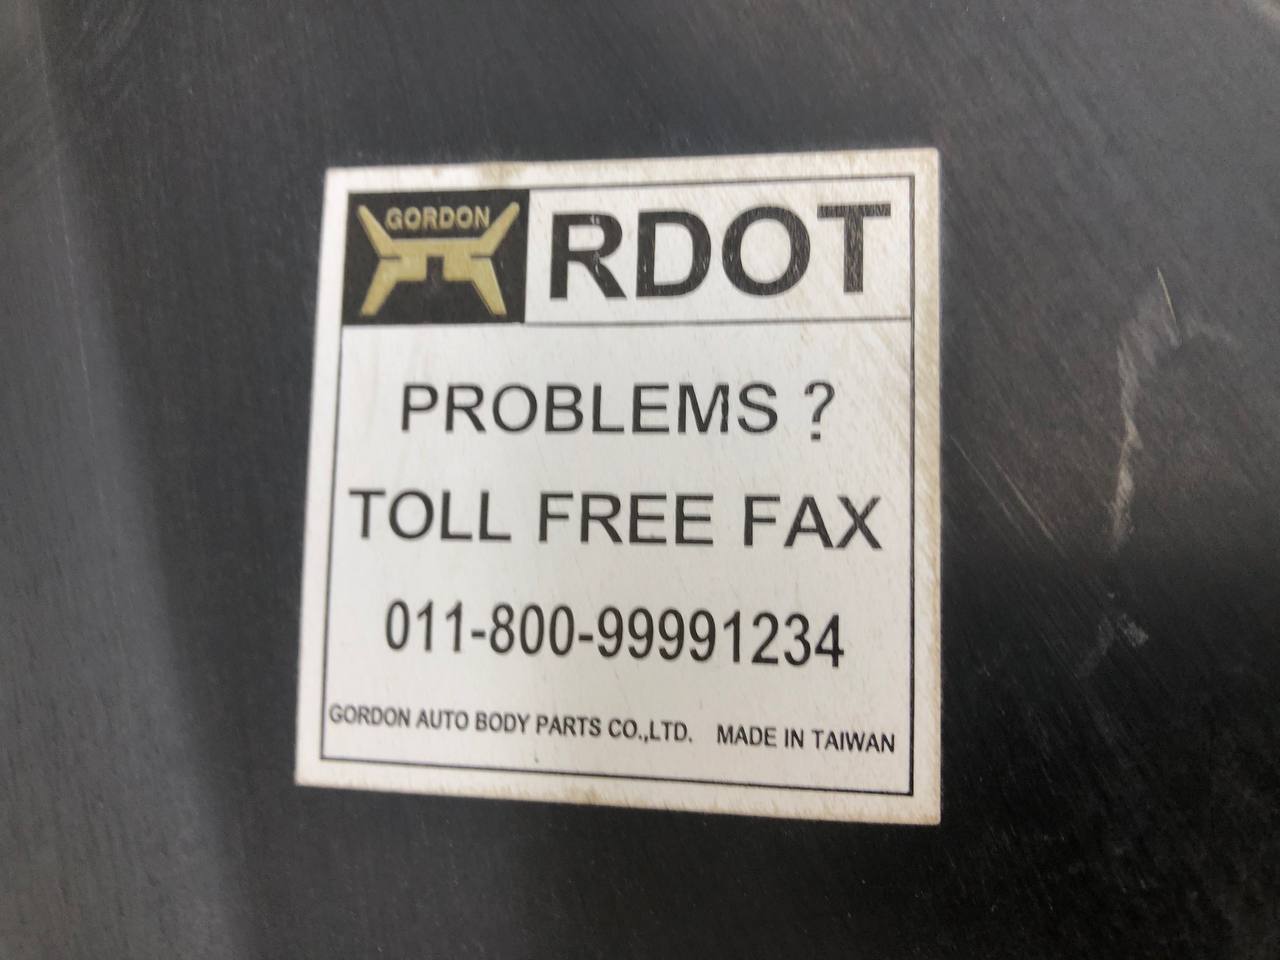 GORDON
RDOT
PROBLEMS ?
TOLL FREE FAX
011-800-99991234
GORDON AUTO BODY PARTS CO.,LTD. MADE IN TAIWAN